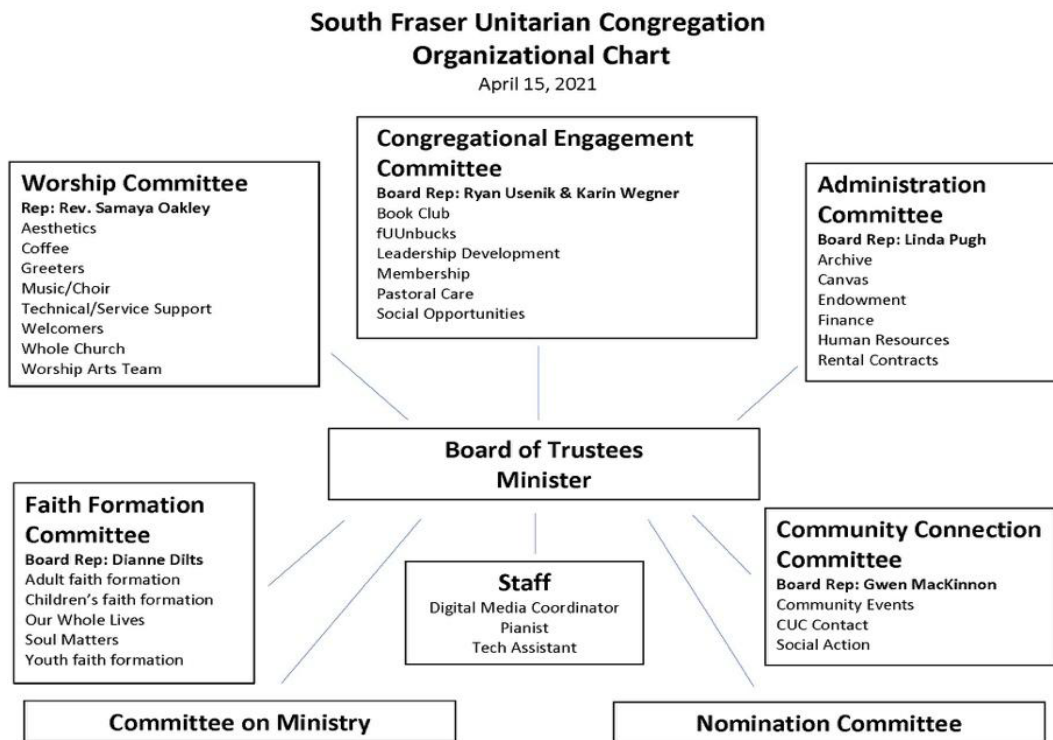 South Fraser Unitarian Congregation
Organizational Chart
April 15, 2021
Worship Committee
Rep: Rev. Samaya Oakley
Aesthetics
Coffee
Greeters
Music/Choir
Technical/Service Support
Welcomers
Whole Church
Worship Arts Team
Congregational Engagement
Committee
Board Rep: Ryan Usenik & Karin Wegner
Book Club
fUUnbucks
Leadership Development
Membership
Pastoral Care
Social Opportunities
Administration
Committee
Board Rep: Linda Pugh
Archive
Canvas
Endowment
Finance
Human Resources
Rental Contracts
Board of Trustees
Minister
Faith Formation
Committee
Board Rep: Dianne Dilts
Adult faith formation
Children’s faith formation
Our Whole Lives
Soul Matters
Youth faith formation
Staff
Digital Media Coordinator
Pianist
Tech Assistant
Community Connection
Committee
Board Rep: Gwen MacKinnon
Community Events
CUC Contact
Social Action
Committee on Ministry
Nomination Committee